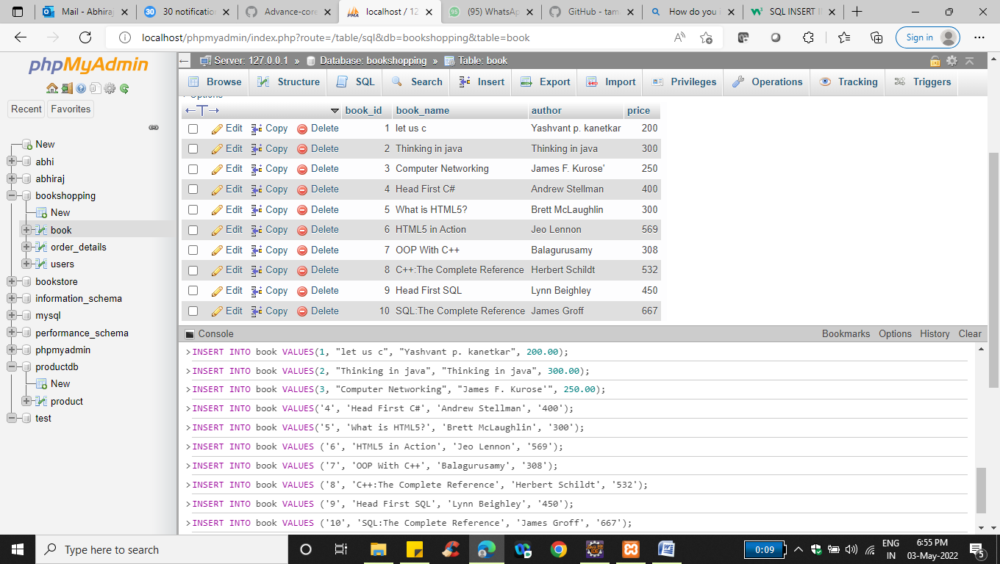 Mail - Abhiraj
30 notification
Advance-core
localhost / 12
(95) WhatsAp
GitHub - tam
How do you i
SQL INSERT I
localhost/phpmyadmin/index.php?route=/table/sql&db=bookshopping&table=book
Sign in
phpMyAdmin
Recent Favorites
New
abhi
abhiraj
bookshopping
New
book
order_details
users
bookstore
information_schema
mysql
performance_schema
phpmyadmin
productdb
New
product
test
Server: 127.0.0.1 » Database: bookshopping » Table: book
Browse Structure SQL Search Insert Export Import Privileges Operations Tracking Triggers
+ Options
book_id book_name author price
Edit Copy Delete 1 let us c Yashvant p. kanetkar 200
Edit Copy Delete 2 Thinking in java Thinking in java 300
Edit Copy Delete 3 Computer Networking James F. Kurose' 250
Edit Copy Delete 4 Head First C# Andrew Stellman 400
Edit Copy Delete 5 What is HTML5? Brett McLaughlin 300
Edit Copy Delete 6 HTML5 in Action Jeo Lennon 569
Edit Copy Delete 7 OOP With C++ Balagurusamy 308
Edit Copy Delete 8 C++:The Complete Reference Herbert Schildt 532
Edit Copy Delete 9 Head First SQL Lynn Beighley 450
Edit Copy Delete 10 SQL:The Complete Reference James Groff 667
Console Bookmarks Options History Clear
>INSERT INTO book VALUES(1, "let us c", "Yashvant p. kanetkar", 200.00);
>INSERT INTO book VALUES(2, "Thinking in java", "Thinking in java", 300.00);
>INSERT INTO book VALUES(3, "Computer Networking", "James F. Kurose'", 250.00);
>INSERT INTO book VALUES('4', 'Head First C#', 'Andrew Stellman', '400');
>INSERT INTO book VALUES('5', 'What is HTML5?', 'Brett McLaughlin', '300');
>INSERT INTO book VALUES ('6', 'HTML5 in Action', 'Jeo Lennon', '569');
>INSERT INTO book VALUES ('7', 'OOP With C++', 'Balagurusamy', '308');
>INSERT INTO book VALUES ('8', 'C++:The Complete Reference', 'Herbert Schildt', '532');
>INSERT INTO book VALUES ('9', 'Head First SQL', 'Lynn Beighley', '450');
>INSERT INTO book VALUES ('10', 'SQL:The Complete Reference', 'James Groff', '667');
Type here to search
0:09
ENG
IN
6:55 PM
03-May-2022
5